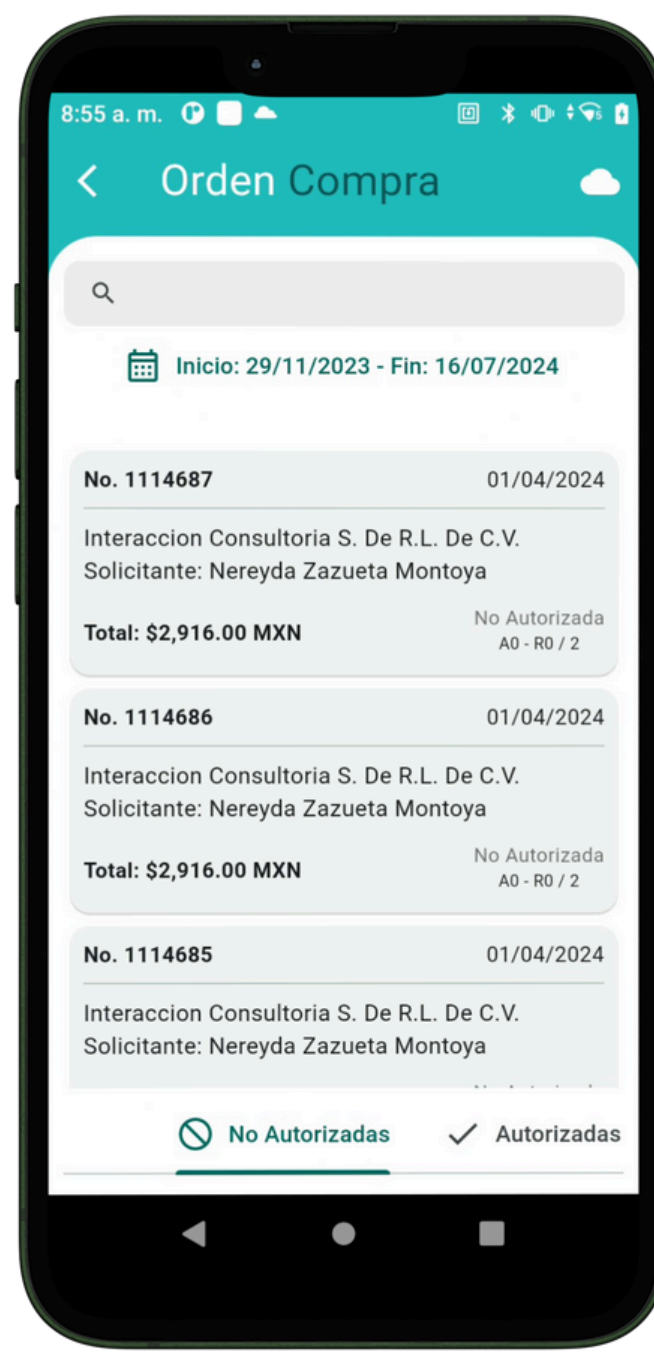 8:55 a. m.
Orden Compra
Inicio: 29/11/2023 - Fin: 16/07/2024
No. 1114687 01/04/2024
Interaccion Consultoria S. De R.L. De C.V.
Solicitante: Nereyda Zazueta Montoya
Total: $2,916.00 MXN No Autorizada
A0 - R0 / 2
No. 1114686 01/04/2024
Interaccion Consultoria S. De R.L. De C.V.
Solicitante: Nereyda Zazueta Montoya
Total: $2,916.00 MXN No Autorizada
A0 - R0 / 2
No. 1114685 01/04/2024
Interaccion Consultoria S. De R.L. De C.V.
Solicitante: Nereyda Zazueta Montoya
No Autorizadas Autorizadas